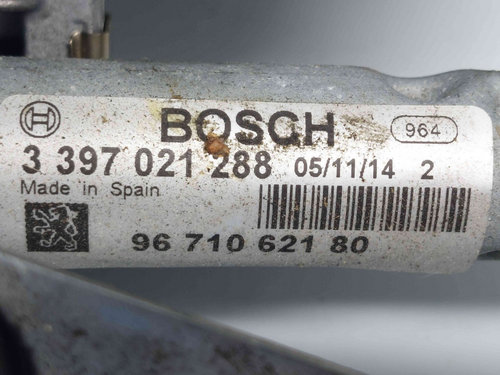 BOSCH 964
3 397 021 288 05/11/14 2
Made in Spain
96 710 621 80